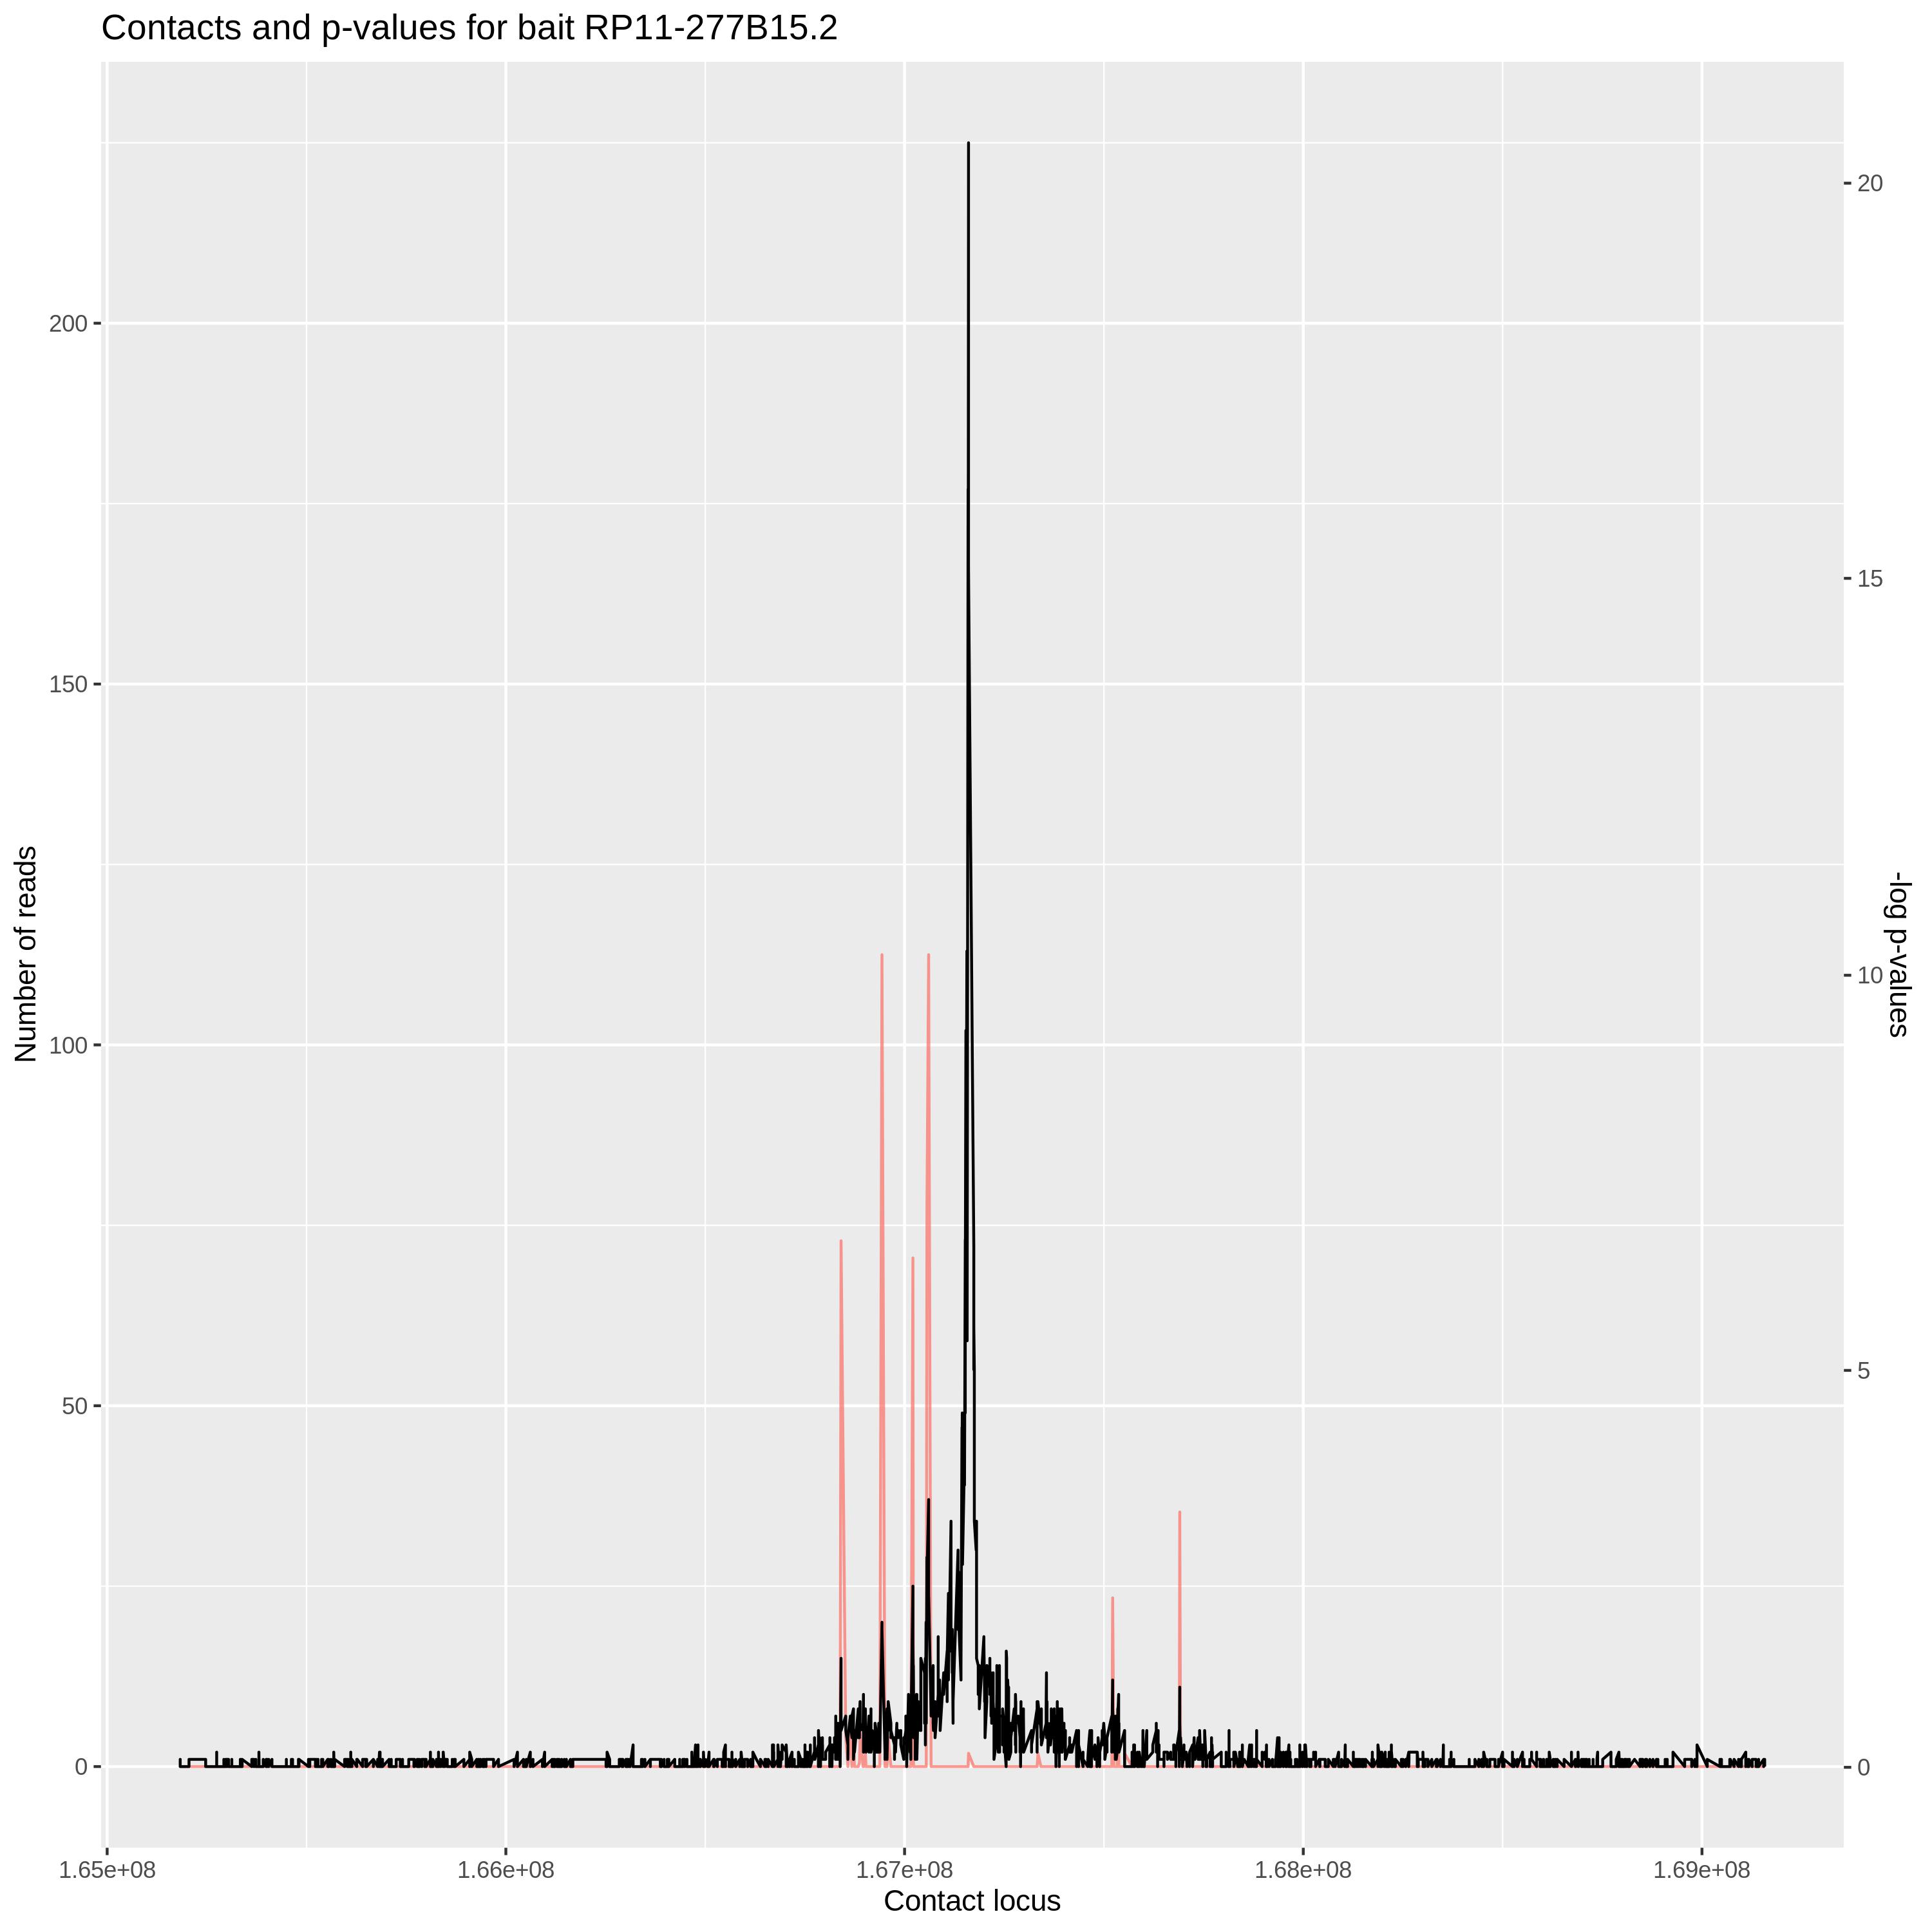 Contacts and p-values for bait RP11-277B15.2
Number of reads
200
150
100
50
0
20
15
10
5
0
-log p-values
1.65e+08 1.66e+08 1.67e+08 1.68e+08 1.69e+08
Contact locus